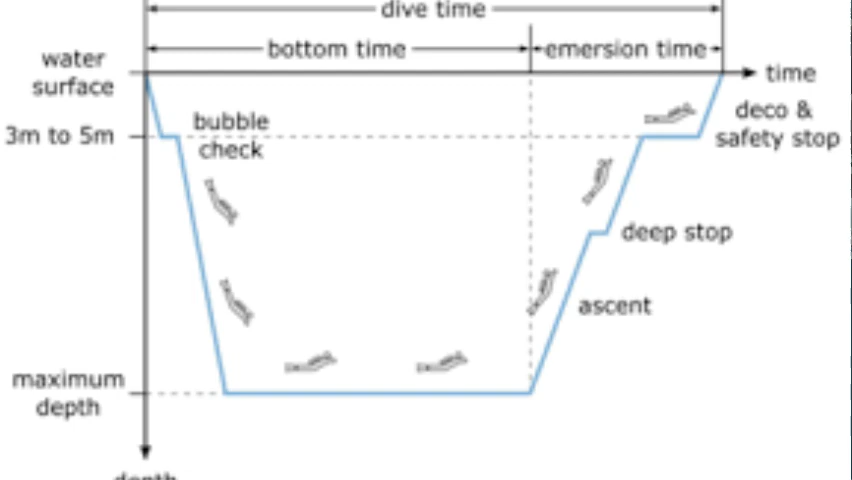 dive time
bottom time
emersion time
water
surface
time
3m to 5m
bubble
check
deco &
safety stop
deep stop
ascent
maximum
depth
depth